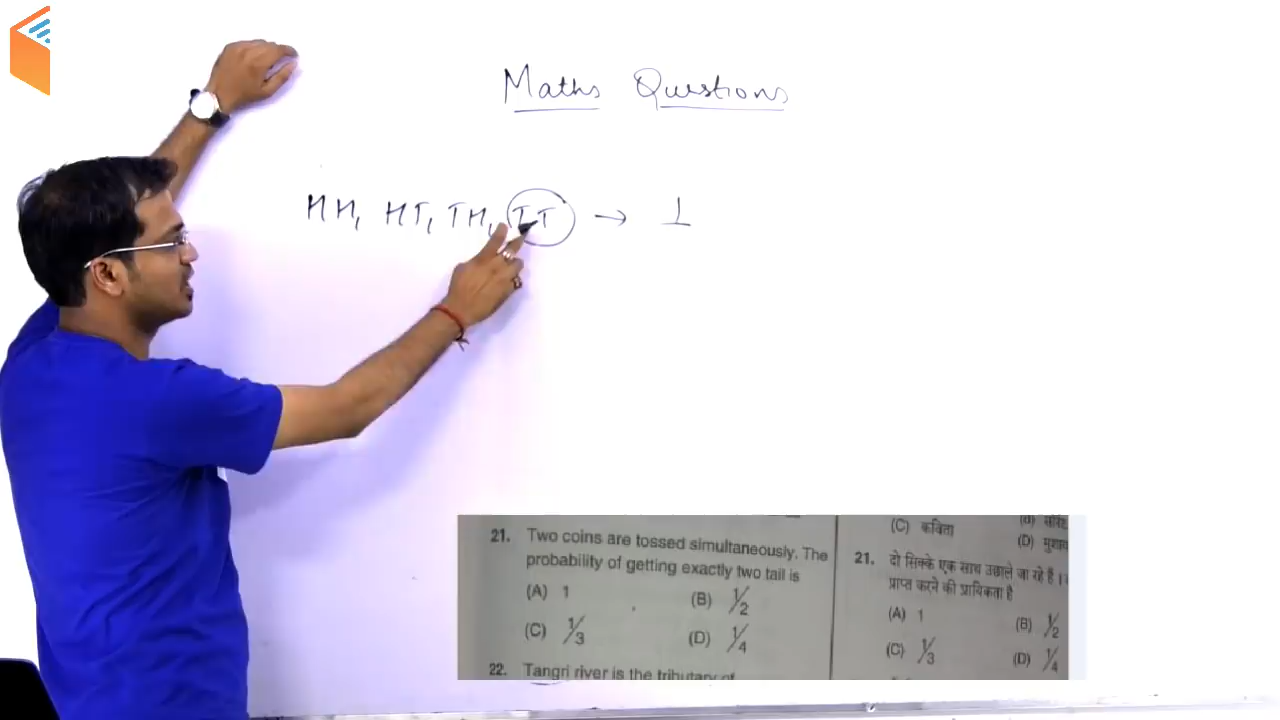 Maths Questions
HH, HT, TH, TT → 1
21. Two coins are tossed simultaneously. The
probability of getting exactly two tail is
(A) 1 (B) 1/2
(C) 1/3 (D) 1/4
22. Tangri river is the tributary of
(C) कविता (B)
(D)
21. दो सिक्के एक साथ उछाले जा रहे हैं ।
प्राप्त करने की प्रायिकता है
(A) 1 (B) 1/2
(C) 1/3 (D) 1/4